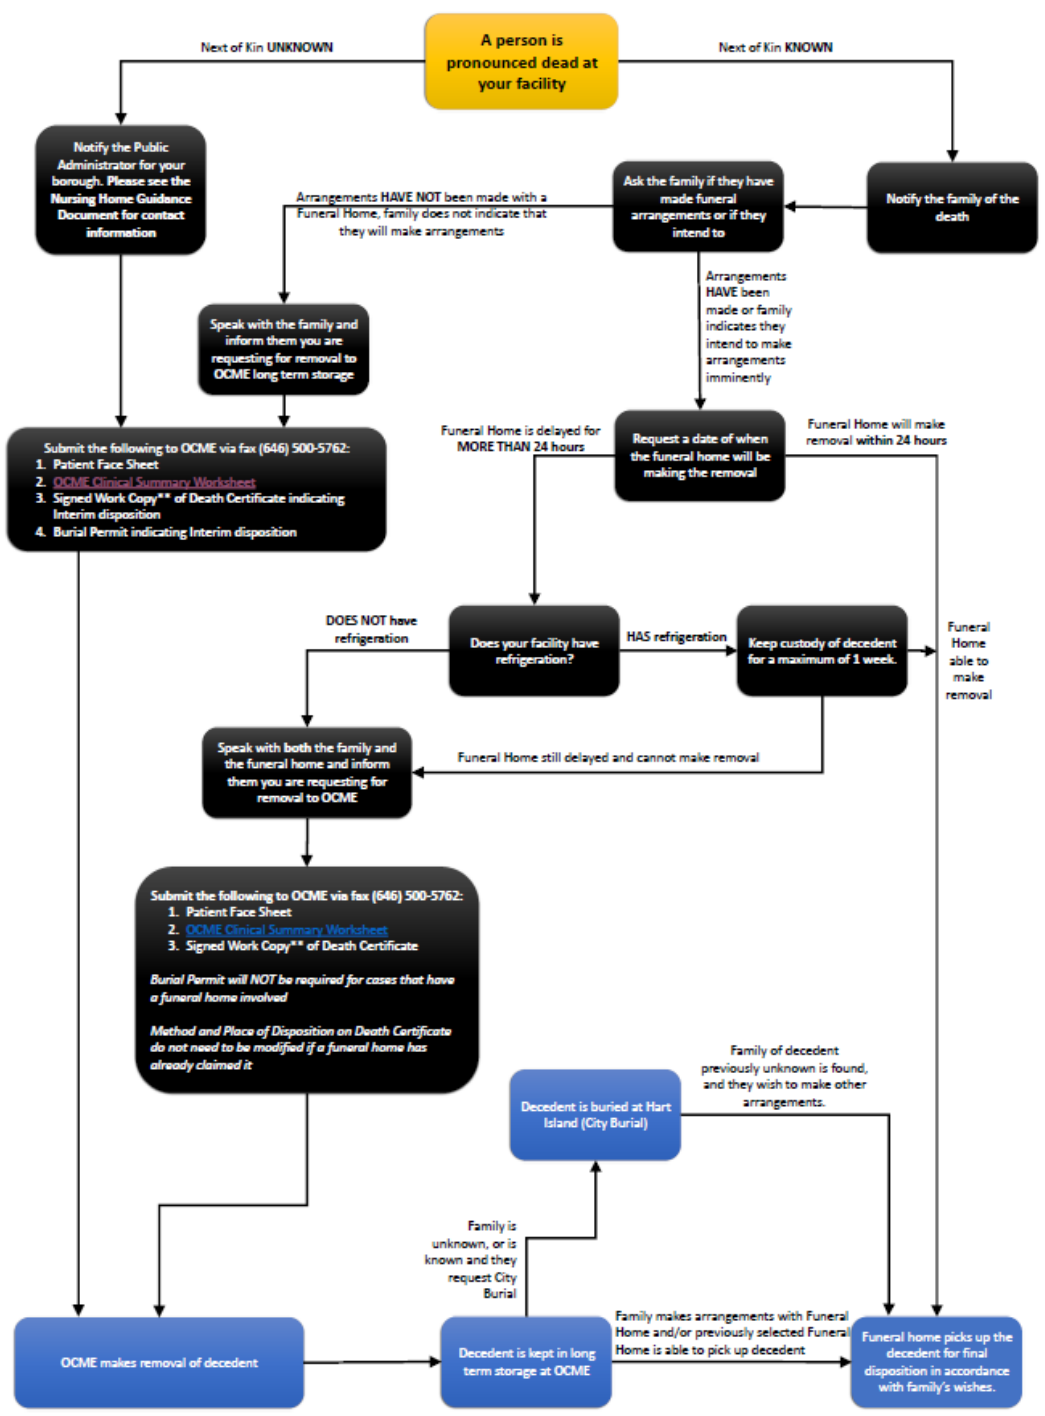 A person is
pronounced dead at
your facility
Next of Kin UNKNOWN
Next of Kin KNOWN
Notify the Public
Administrator for your
borough. Please see the
Nursing Home Guidance
Document for contact
information
Notify the family of the
death
Ask the family if they have
made funeral
arrangements or if they
intend to
Arrangements HAVE NOT been made with a
Funeral Home, family does not indicate that
they will make arrangements
Arrangements
HAVE been
made or family
indicates they
intend to make
arrangements
imminently
Speak with the family and
inform them you are
requesting for removal to
OCME long term storage
Submit the following to OCME via fax (646) 500-5762:
1. Patient Face Sheet
2. OCME Clinical Summary Worksheet
3. Signed Work Copy** of Death Certificate indicating
Interim disposition
4. Burial Permit indicating Interim disposition
Funeral Home is delayed for
MORE THAN 24 hours
Request a date of when
the funeral home will be
making the removal
Funeral Home will make
removal within 24 hours
DOES NOT have
refrigeration
Does your facility have
refrigeration?
HAS refrigeration
Keep custody of decedent
for a maximum of 1 week.
Funeral
Home
able to
make
removal
Speak with both the family and
the funeral home and inform
them you are requesting for
removal to OCME
Funeral Home still delayed and cannot make removal
Submit the following to OCME via fax (646) 500-5762:
1. Patient Face Sheet
2. OCME Clinical Summary Worksheet
3. Signed Work Copy** of Death Certificate
Burial Permit will NOT be required for cases that have
a funeral home involved
Method and Place of Disposition on Death Certificate
do not need to be modified if a funeral home has
already claimed it
Decedent is buried at Hart
Island (City Burial)
Family of decedent
previously unknown is found,
and they wish to make other
arrangements.
Family is
unknown, or is
known and they
request City
Burial
OCME makes removal of decedent
Decedent is kept in long
term storage at OCME
Family makes arrangements with Funeral
Home and/or previously selected Funeral
Home is able to pick up decedent
Funeral home picks up the
decedent for final
disposition in accordance
with family's wishes.